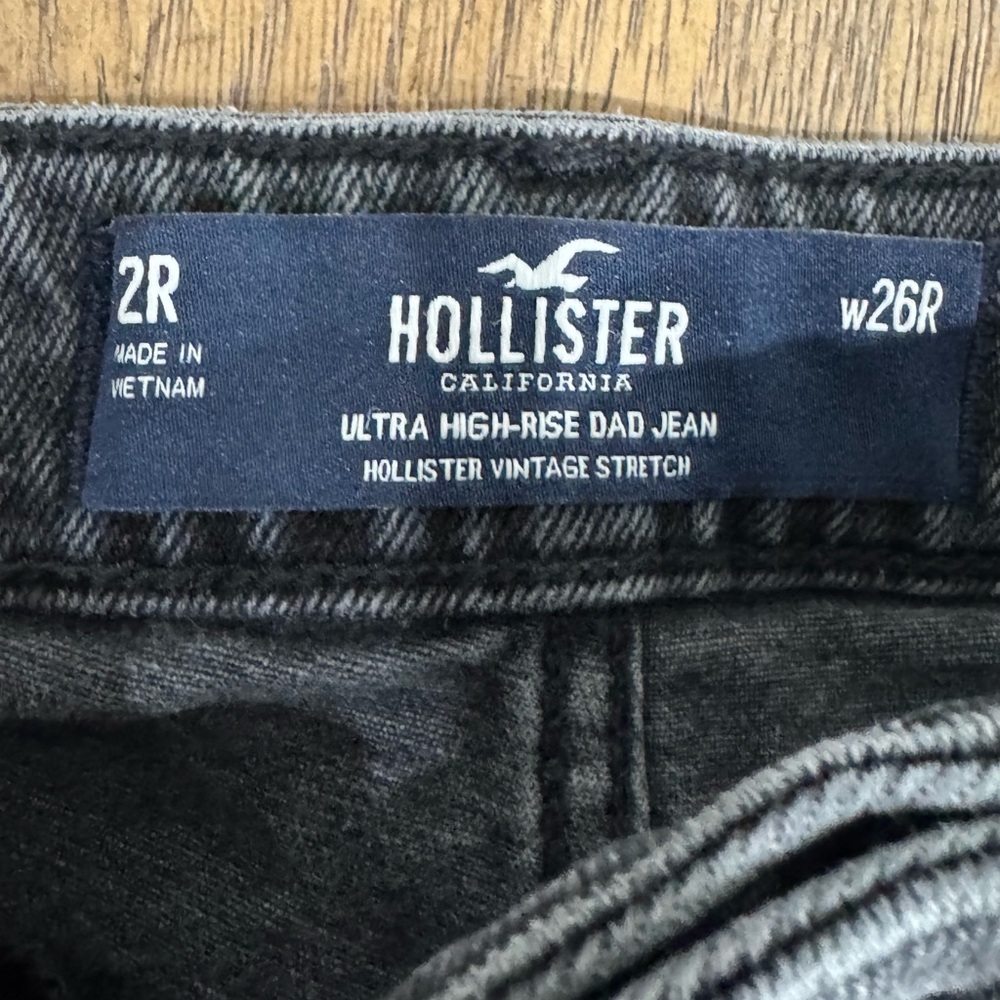 2R
MADE IN
VIETNAM
HOLLISTER
CALIFORNIA
ULTRA HIGH-RISE DAD JEAN
HOLLISTER VINTAGE STRETCH
w26R